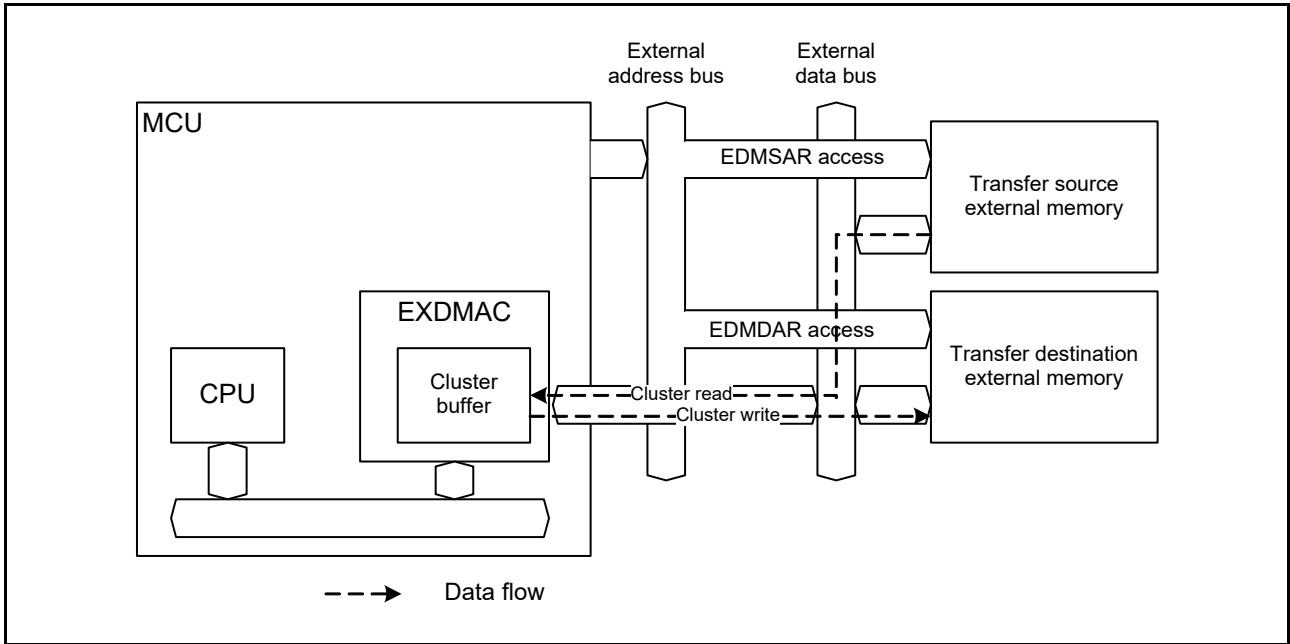 External
address bus
External
data bus
MCU
EDMSAR access
Transfer source
external memory
EXDMAC
EDMDAR access
Transfer destination
external memory
CPU
Cluster
buffer
Cluster read
Cluster write
Data flow